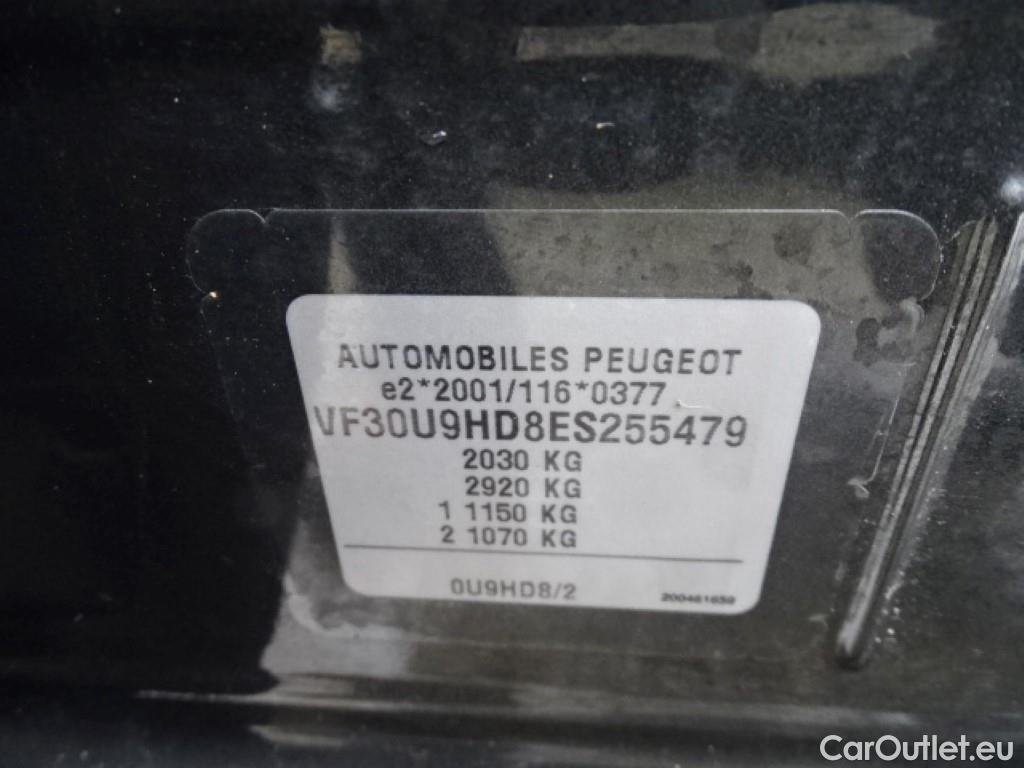 AUTOMOBILES PEUGEOT
e2*2001/116*0377
VF30U9HD8ES255479
2030 KG
2920 KG
1 1150 KG
2 1070 KG
0U9HD8/2
200461659
CarOutlet.eu